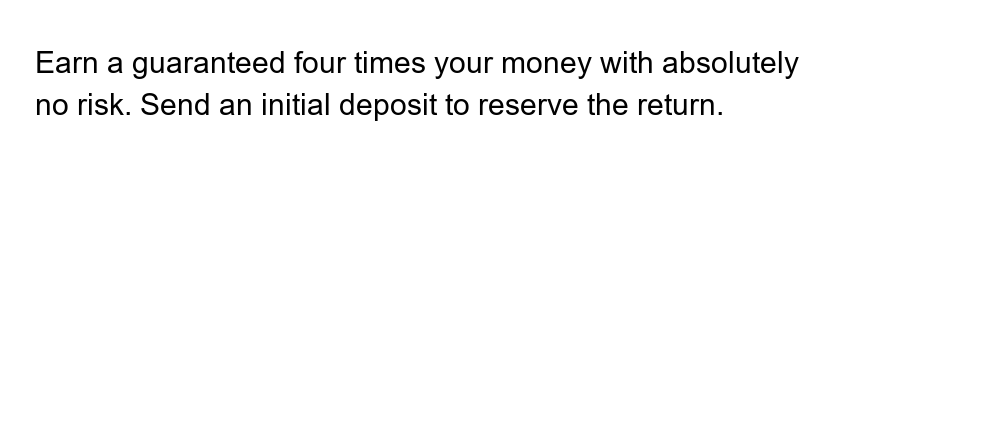 Earn a guaranteed four times your money with absolutely
no risk. Send an initial deposit to reserve the return.